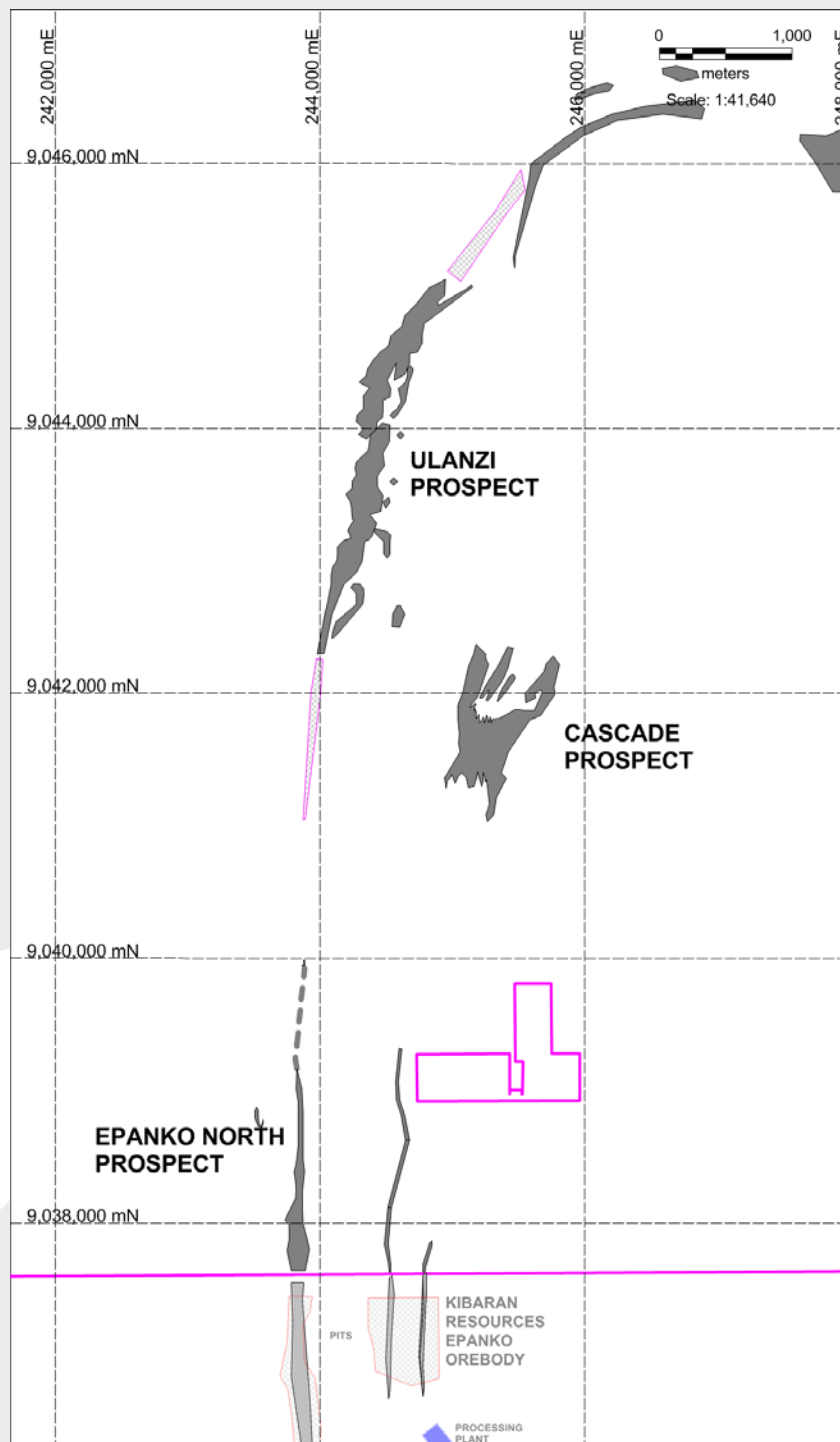 242,000 mE
244,000 mE
246,000 mE
0 1,000
meters
Scale: 1:41,640
9,046,000 mN
9,044,000 mN
ULANZI
PROSPECT
9,042,000 mN
CASCADE
PROSPECT
9,040,000 mN
EPANKO NORTH
PROSPECT
9,038,000 mN
KIBARAN
RESOURCES
EPANKO
OREBODY
PITS
PROCESSING
PLANT